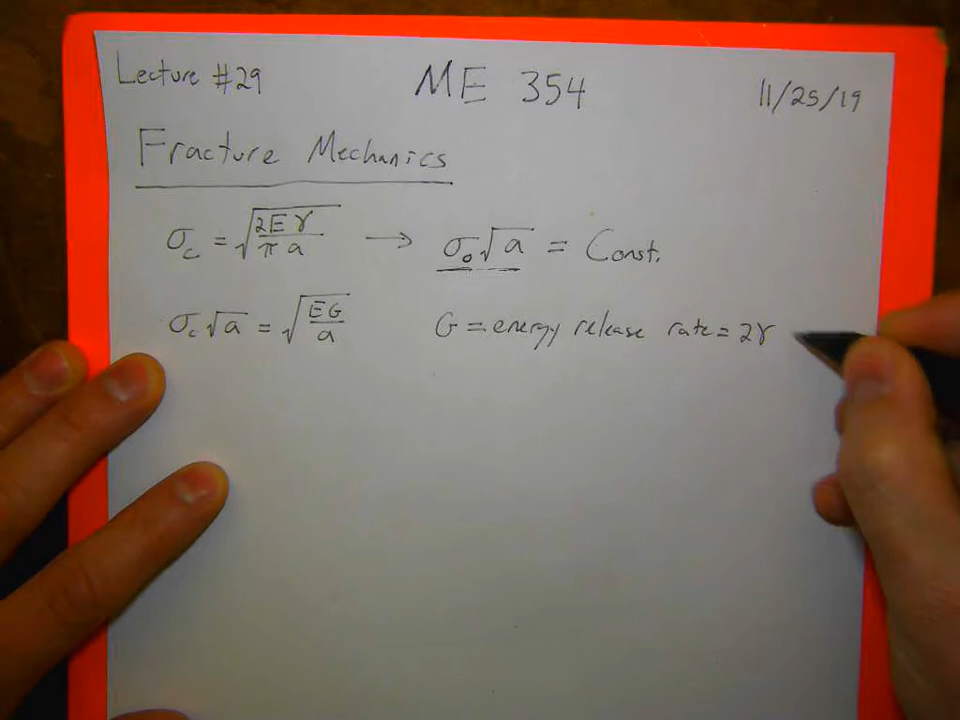 Lecture #29 ME 354 11/25/19
Fracture Mechanics
σc = √(2Eγ/πa) → σo√a = Const.
σc√a = √(EG/a) G = energy release rate = 2γ